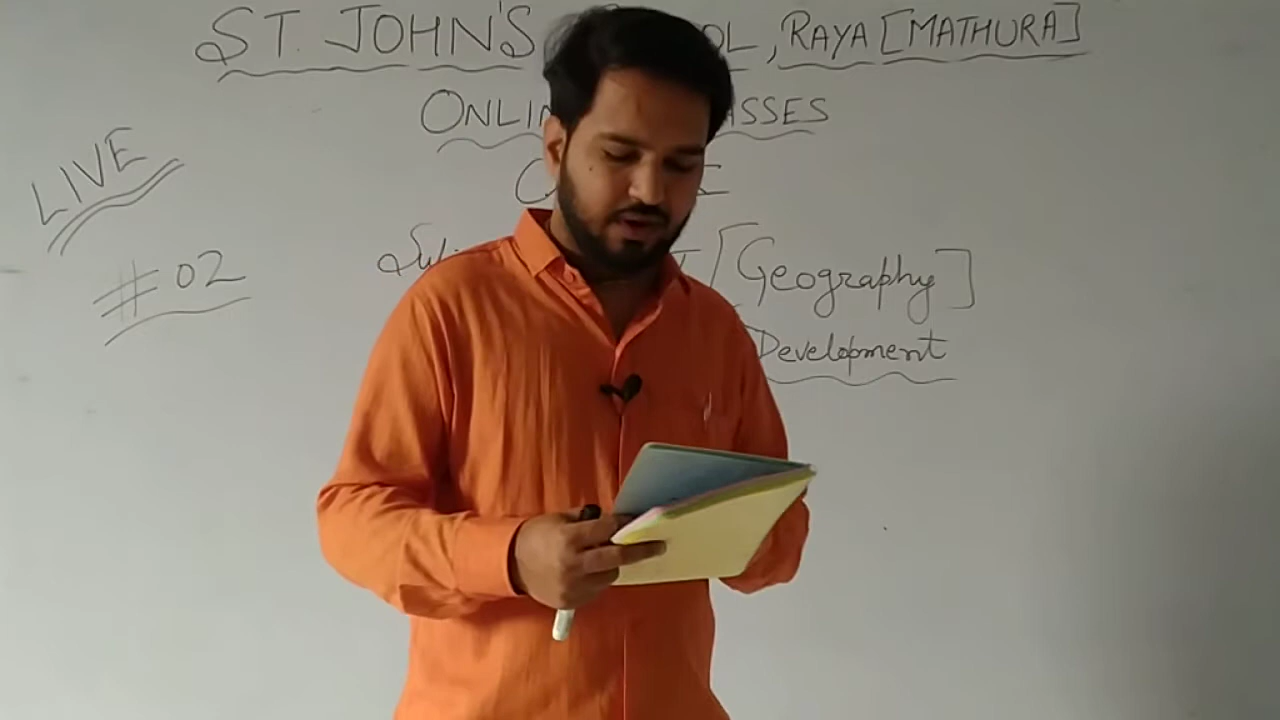 ST. JOHN'S OL, RAYA [MATHURA]
ONLIN ASSES
LIVE
#02
[Geography]
Development